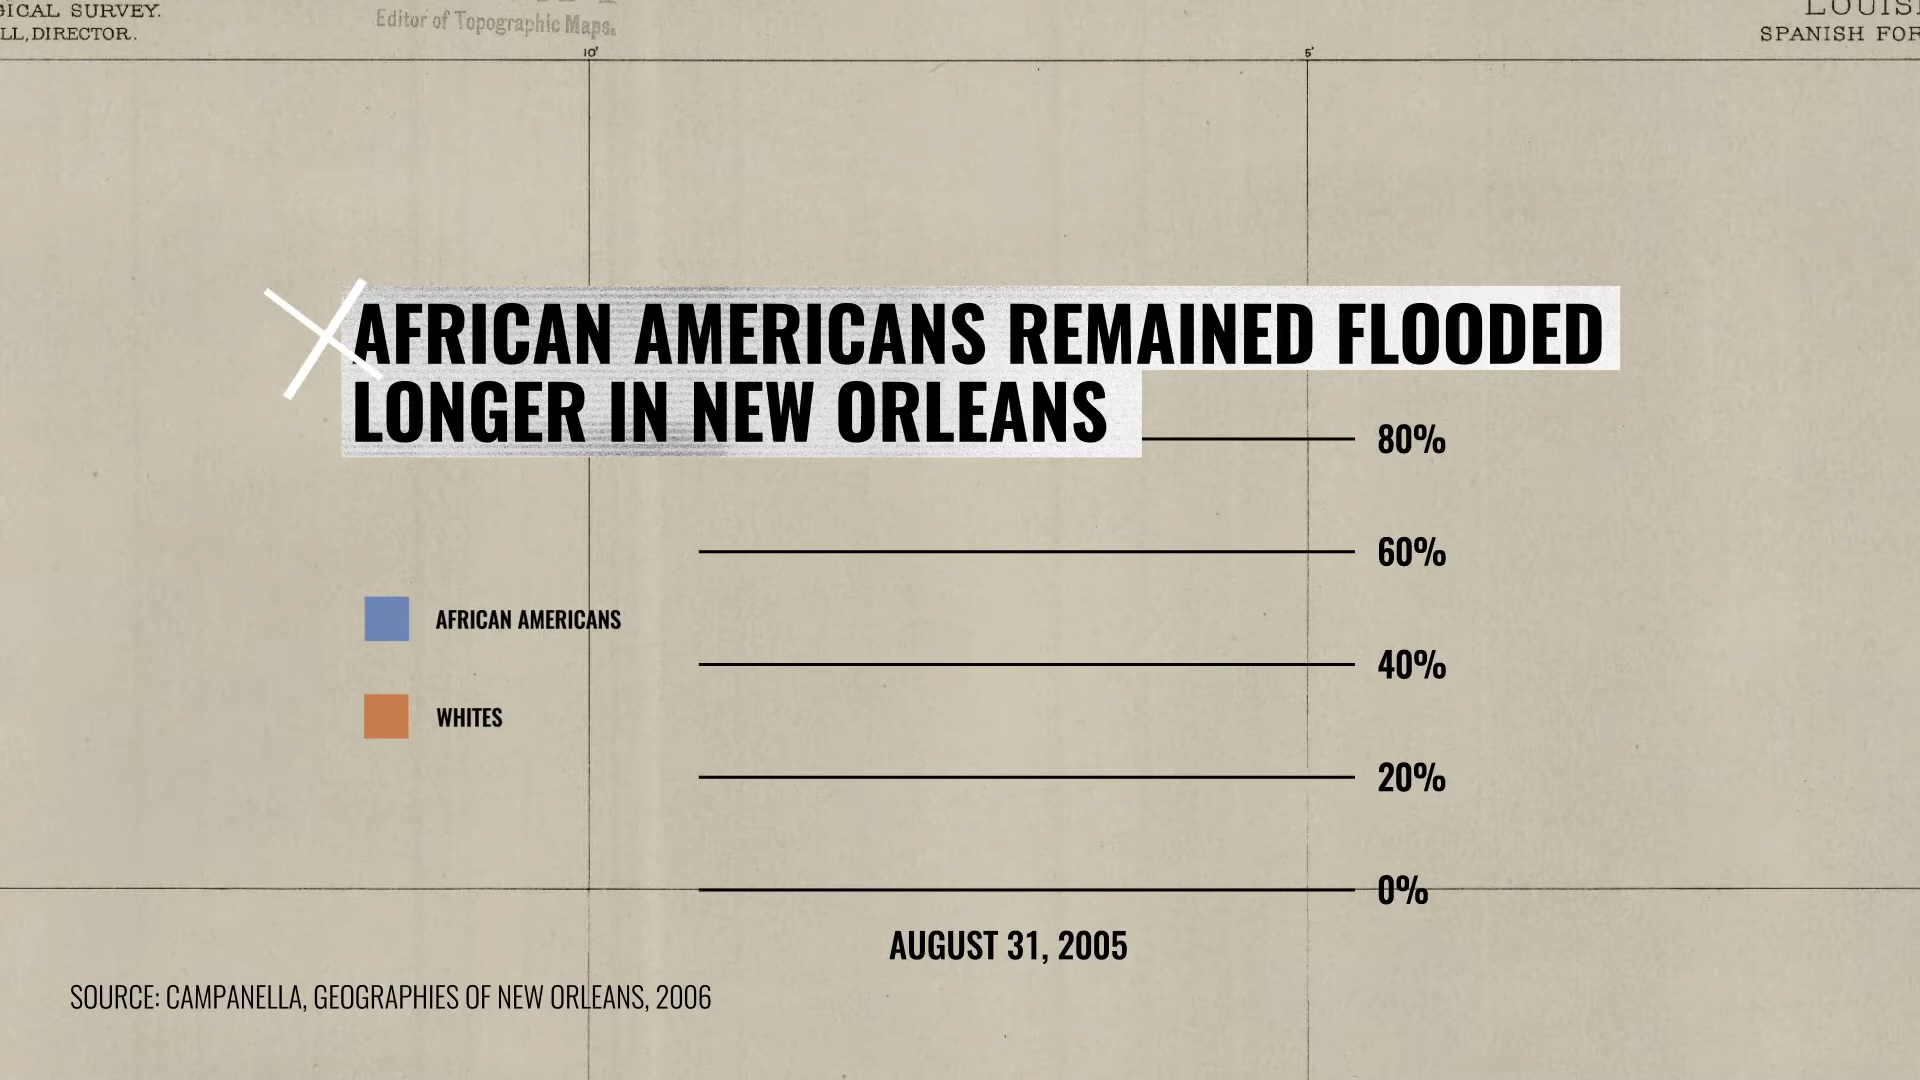 GICAL SURVEY.
LL, DIRECTOR.
Editor of Topographic Maps.
10'
5'
LOUIS
SPANISH FOR
AFRICAN AMERICANS REMAINED FLOODED
LONGER IN NEW ORLEANS
80%
60%
AFRICAN AMERICANS
40%
WHITES
20%
0%
AUGUST 31, 2005
SOURCE: CAMPANELLA, GEOGRAPHIES OF NEW ORLEANS, 2006